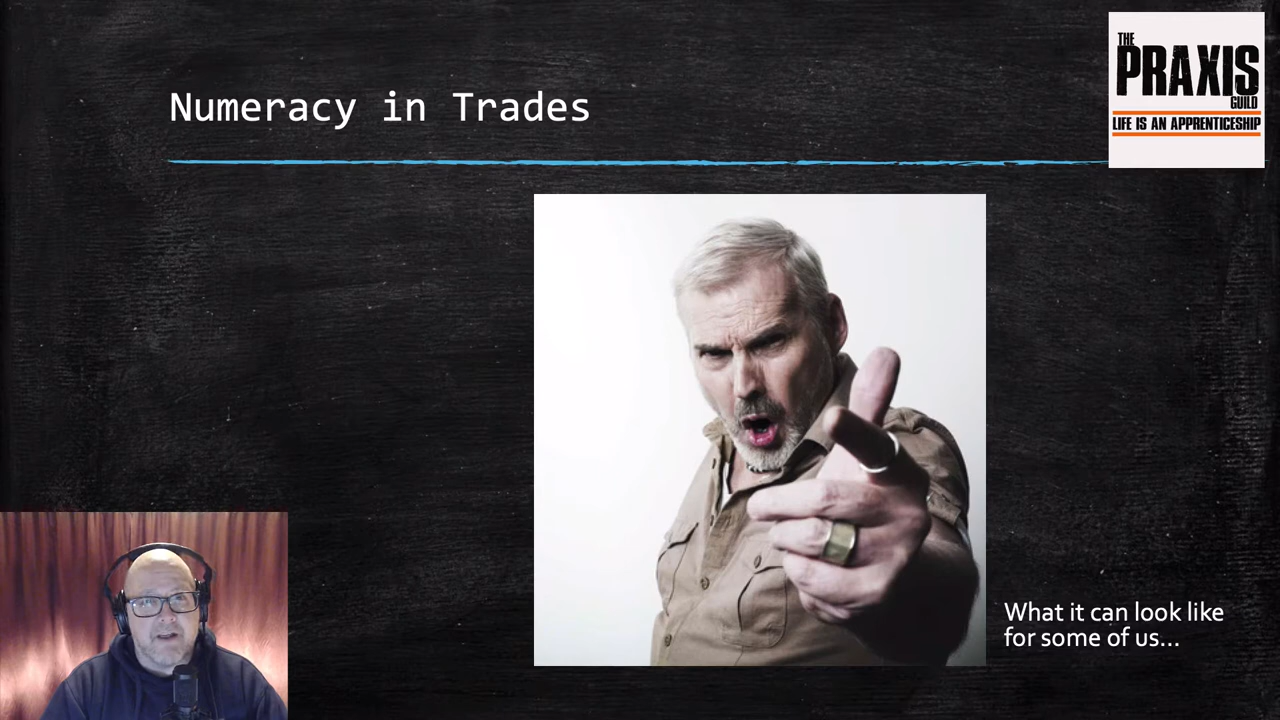 Numeracy in Trades
THE
PRAXIS
GUILD
LIFE IS AN APPRENTICESHIP
What it can look like
for some of us...